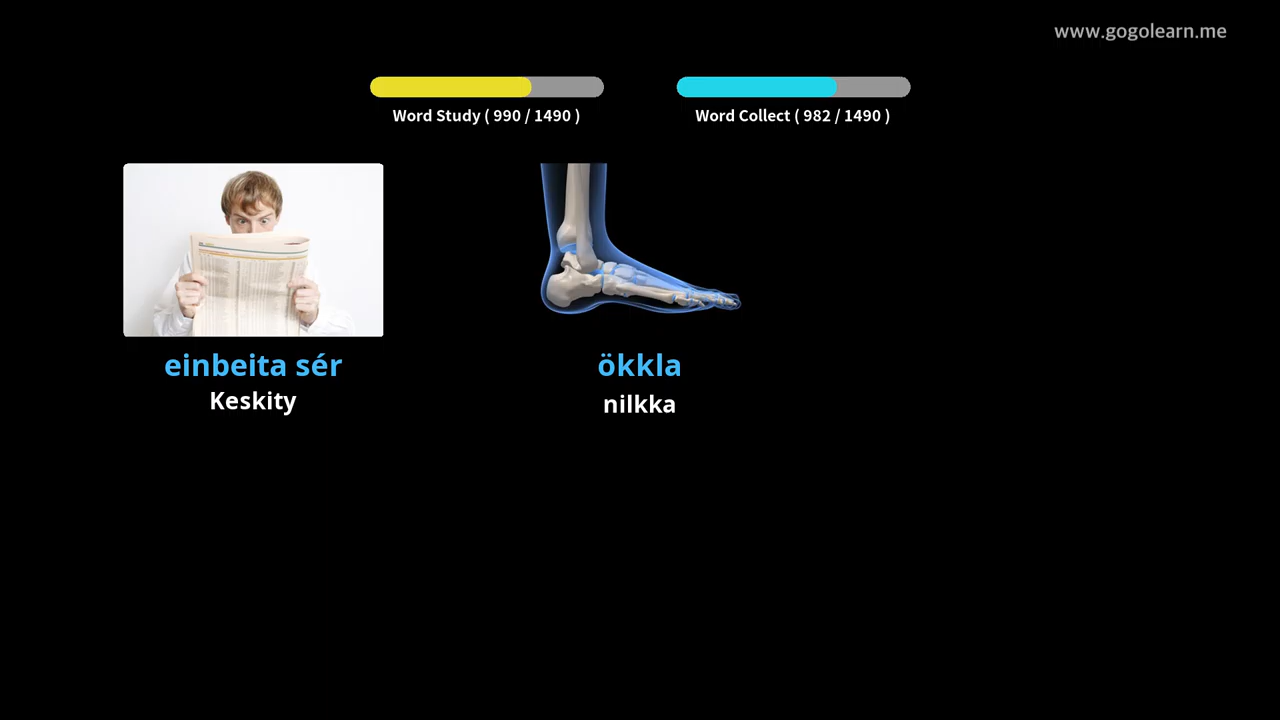 www.gogolearn.me
Word Study ( 990 / 1490 )
Word Collect ( 982 / 1490 )
einbeita sér
Keskity
ökkla
nilkka